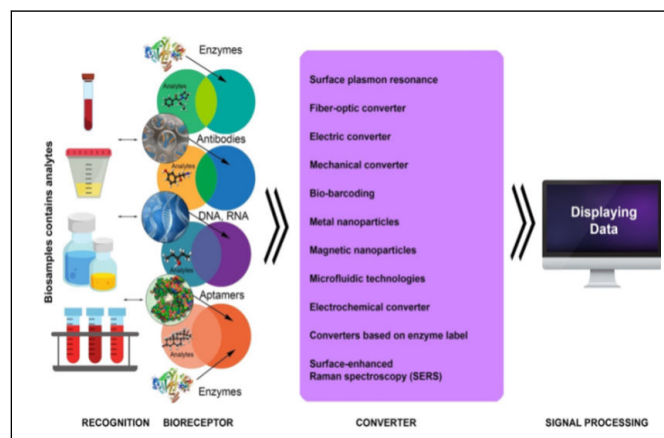 Biosamples contains analytes
Enzymes
Analytes
Antibodies
Analytes
DNA, RNA
Analytes
Aptamers
Analytes
Enzymes
Surface plasmon resonance
Fiber-optic converter
Electric converter
Mechanical converter
Bio-barcoding
Metal nanoparticles
Magnetic nanoparticles
Microfluidic technologies
Electrochemical converter
Converters based on enzyme label
Surface-enhanced
Raman spectroscopy (SERS)
Displaying
Data
RECOGNITION
BIORECEPTOR
CONVERTER
SIGNAL PROCESSING